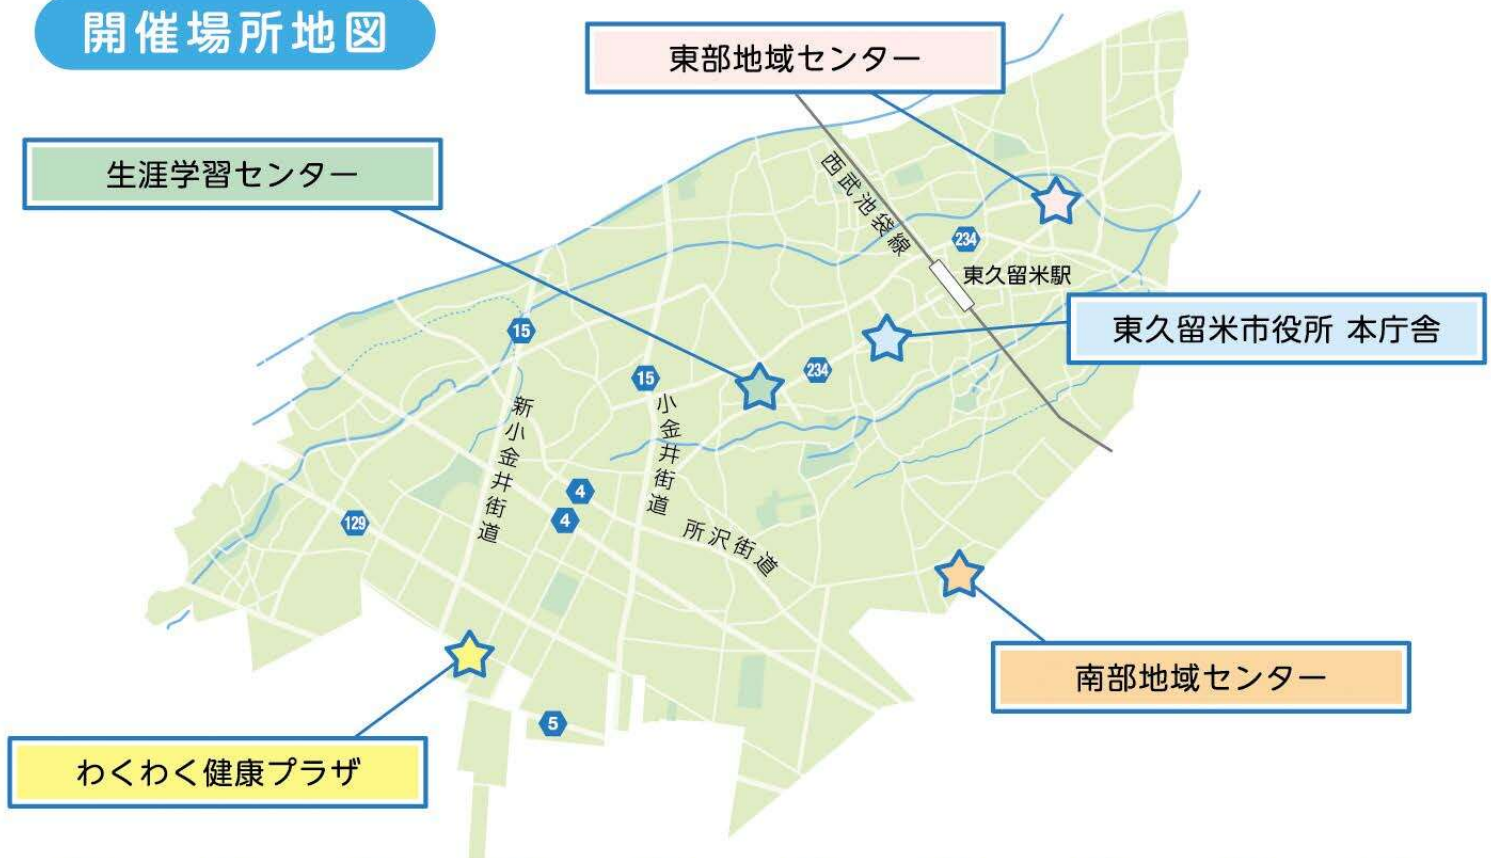 開催場所地図
東部地域センター
生涯学習センター
西武池袋線
234
東久留米駅
東久留米市役所 本庁舎
15
15
234
新小金井街道
小金井街道
4
4
129
所沢街道
南部地域センター
5
わくわく健康プラザ